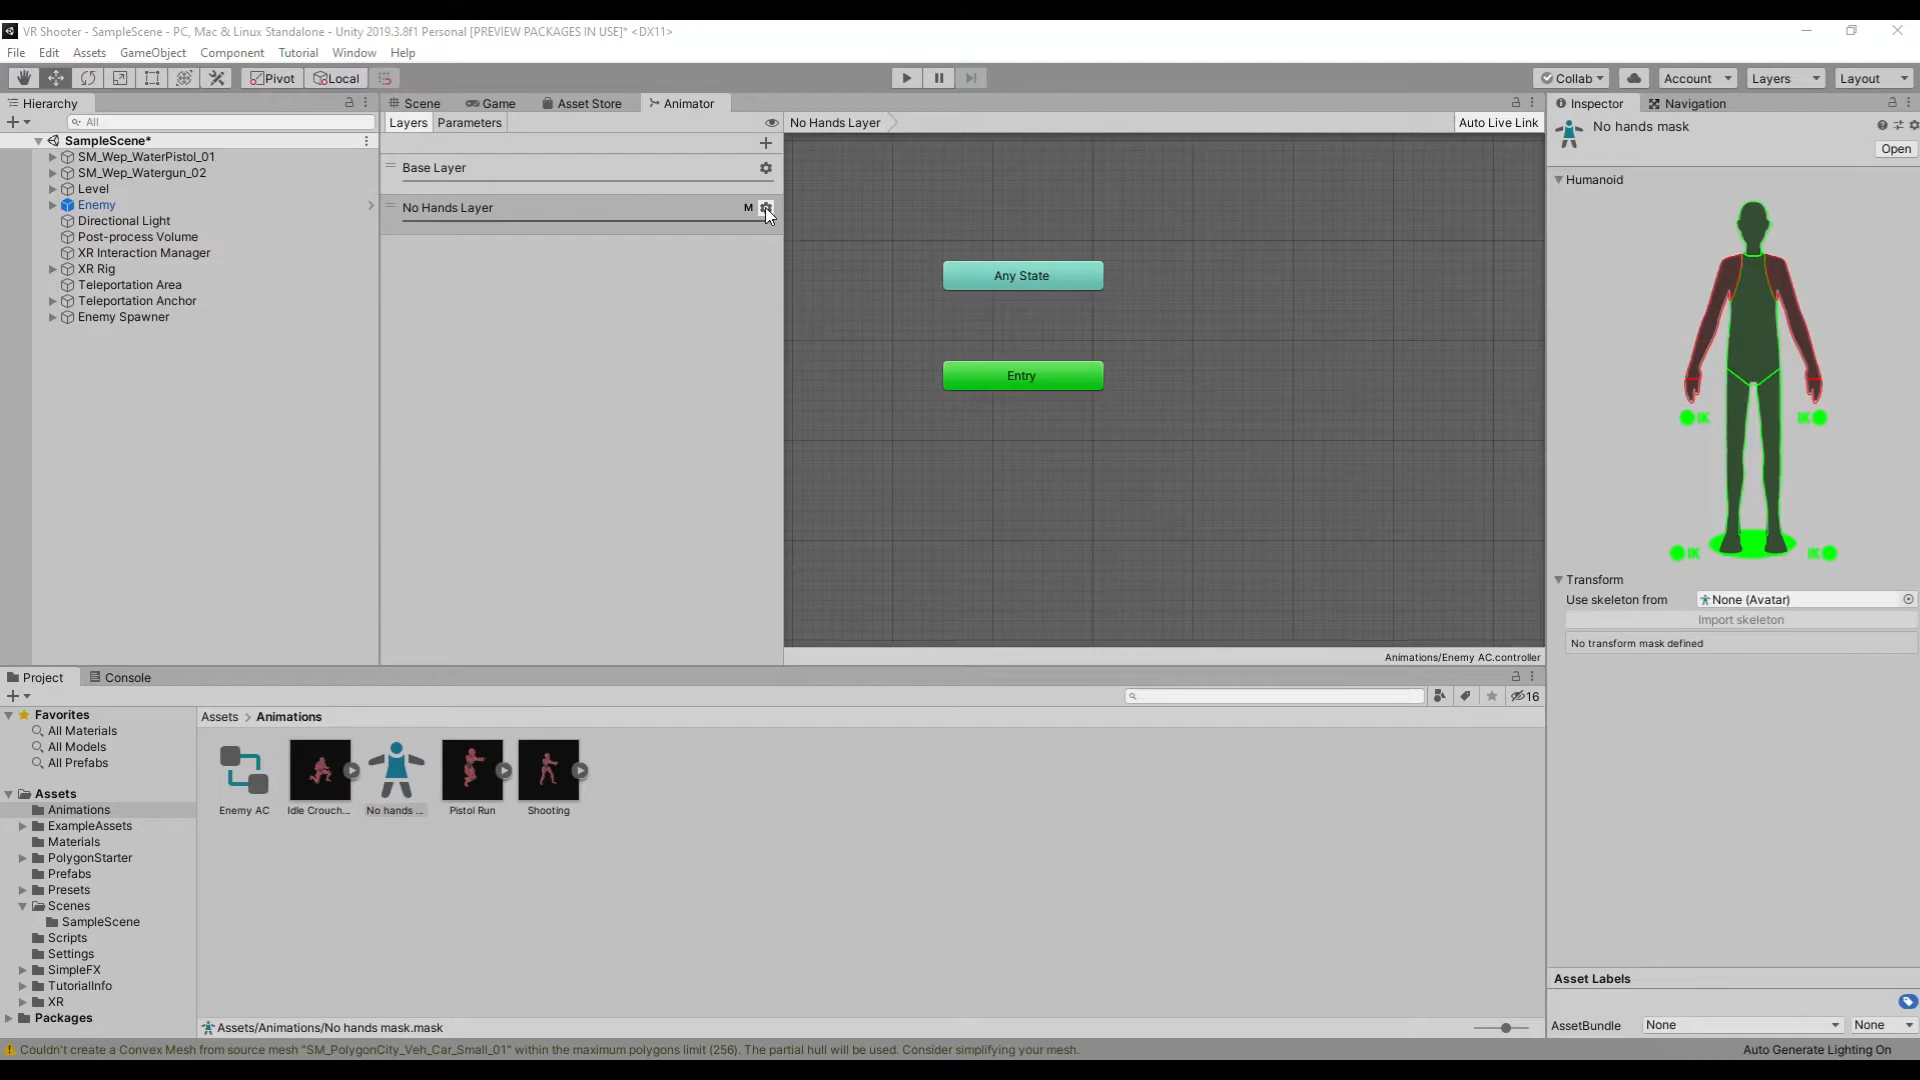 VR Shooter - SampleScene - PC, Mac & Linux Standalone - Unity 2019.3.8f1 Personal [PREVIEW PACKAGES IN USE]* <DX11>
File Edit Assets GameObject Component Tutorial Window Help
Pivot Local Collab Account Layers Layout
Hierarchy
All
SampleScene*
SM_Wep_WaterPistol_01
SM_Wep_Watergun_02
Level
Enemy
Directional Light
Post-process Volume
XR Interaction Manager
XR Rig
Teleportation Area
Teleportation Anchor
Enemy Spawner
Scene Game Asset Store Animator
Layers Parameters
Base Layer
No Hands Layer M
No Hands Layer Auto Live Link
Any State
Entry
Animations/Enemy AC.controller
Inspector Navigation
No hands mask
Open
Humanoid
IK IK
IK IK
Transform
Use skeleton from None (Avatar)
Import skeleton
No transform mask defined
Project Console
16
Favorites
All Materials
All Models
All Prefabs
Assets
Animations
ExampleAssets
Materials
PolygonStarter
Prefabs
Presets
Scenes
SampleScene
Scripts
Settings
SimpleFX
TutorialInfo
XR
Packages
Assets > Animations
Enemy AC Idle Crouch... No hands ... Pistol Run Shooting
Assets/Animations/No hands mask.mask
Asset Labels
AssetBundle None None
Couldn't create a Convex Mesh from source mesh "SM_PolygonCity_Veh_Car_Small_01" within the maximum polygons limit (256). The partial hull will be used. Consider simplifying your mesh.
Auto Generate Lighting On